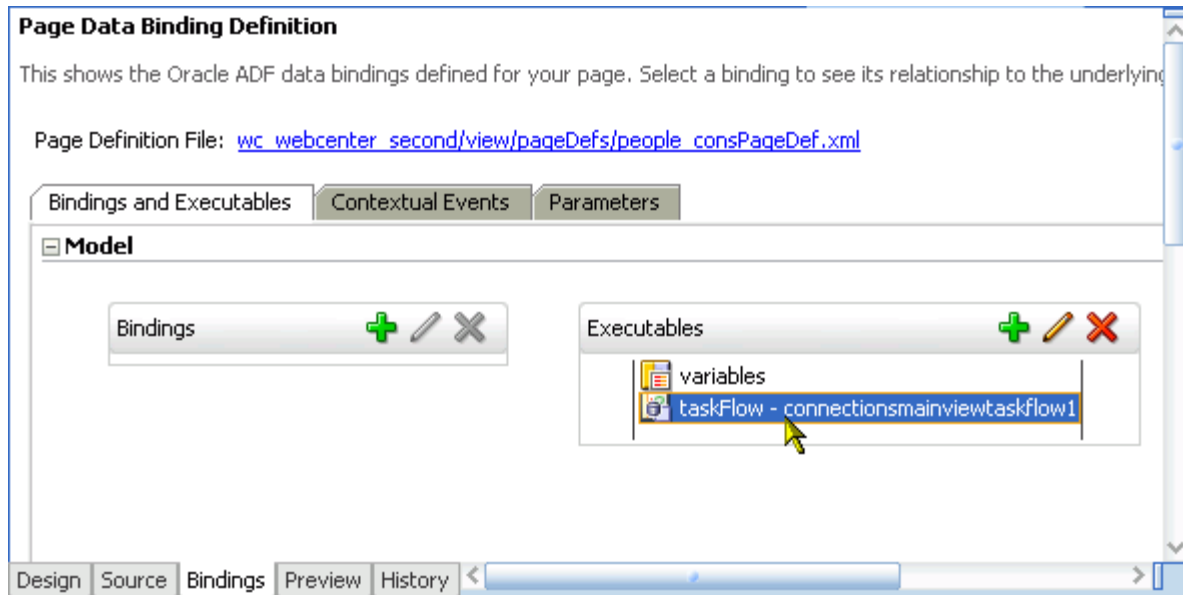 Page Data Binding Definition
This shows the Oracle ADF data bindings defined for your page. Select a binding to see its relationship to the underlying
Page Definition File: wc_webcenter_second/view/pageDefs/people_consPageDef.xml
Bindings and Executables Contextual Events Parameters
Model
Bindings Executables
variables
taskFlow - connectionsmainviewtaskflow1
Design Source Bindings Preview History